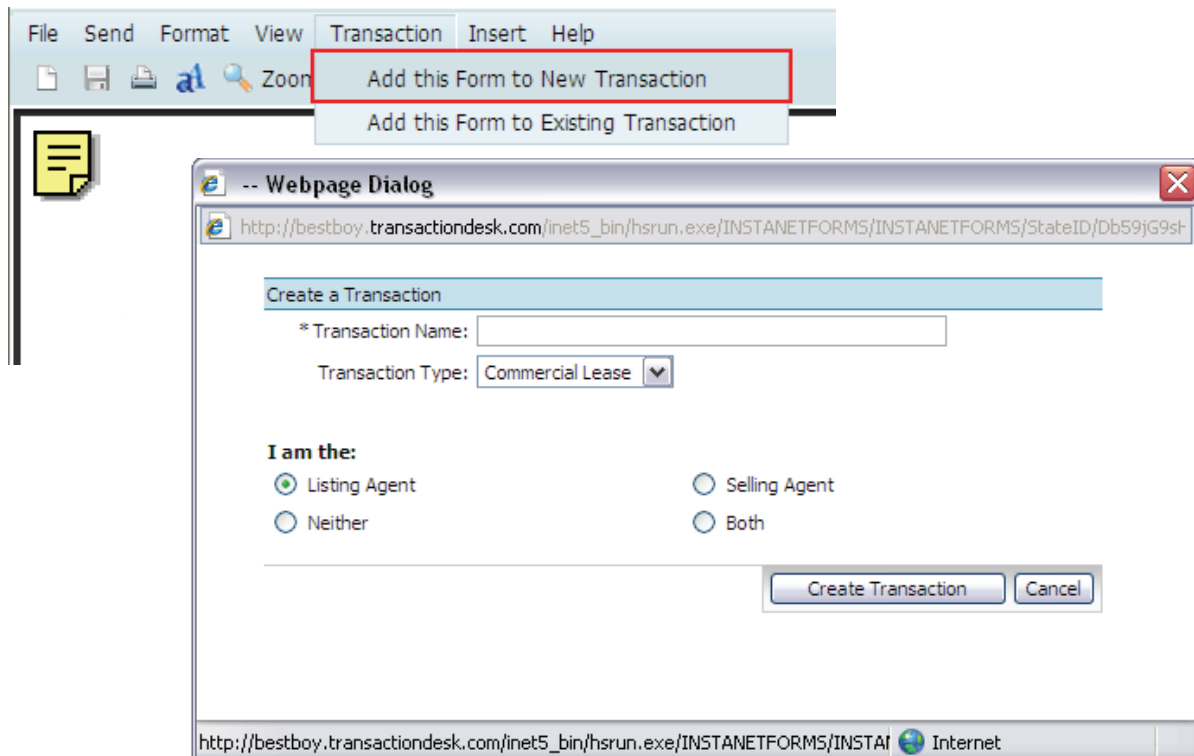 File Send Format View Transaction Insert Help
Zoom Add this Form to New Transaction
Add this Form to Existing Transaction
-- Webpage Dialog
http://bestboy.transactiondesk.com/inet5_bin/hsrun.exe/INSTANETFORMS/INSTANETFORMS/StateID/Db59jG9sH
Create a Transaction
* Transaction Name:
Transaction Type: Commercial Lease
I am the:
Listing Agent Selling Agent
Neither Both
Create Transaction Cancel
http://bestboy.transactiondesk.com/inet5_bin/hsrun.exe/INSTANETFORMS/INSTAI Internet